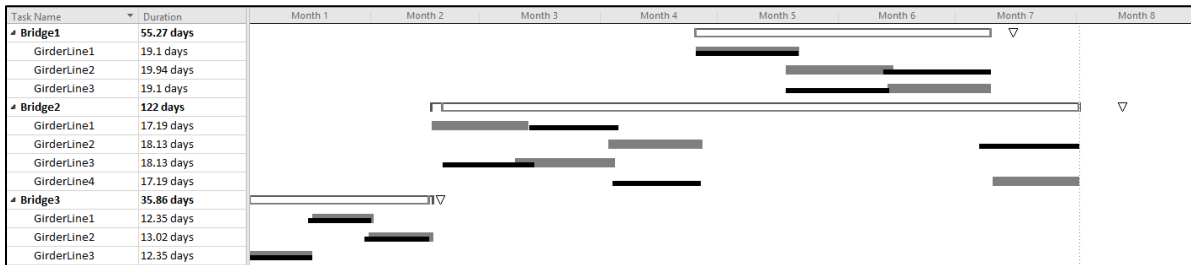 Task Name Duration Month 1 Month 2 Month 3 Month 4 Month 5 Month 6 Month 7 Month 8
Bridge1 55.27 days
GirderLine1 19.1 days
GirderLine2 19.94 days
GirderLine3 19.1 days
Bridge2 122 days
GirderLine1 17.19 days
GirderLine2 18.13 days
GirderLine3 18.13 days
GirderLine4 17.19 days
Bridge3 35.86 days
GirderLine1 12.35 days
GirderLine2 13.02 days
GirderLine3 12.35 days